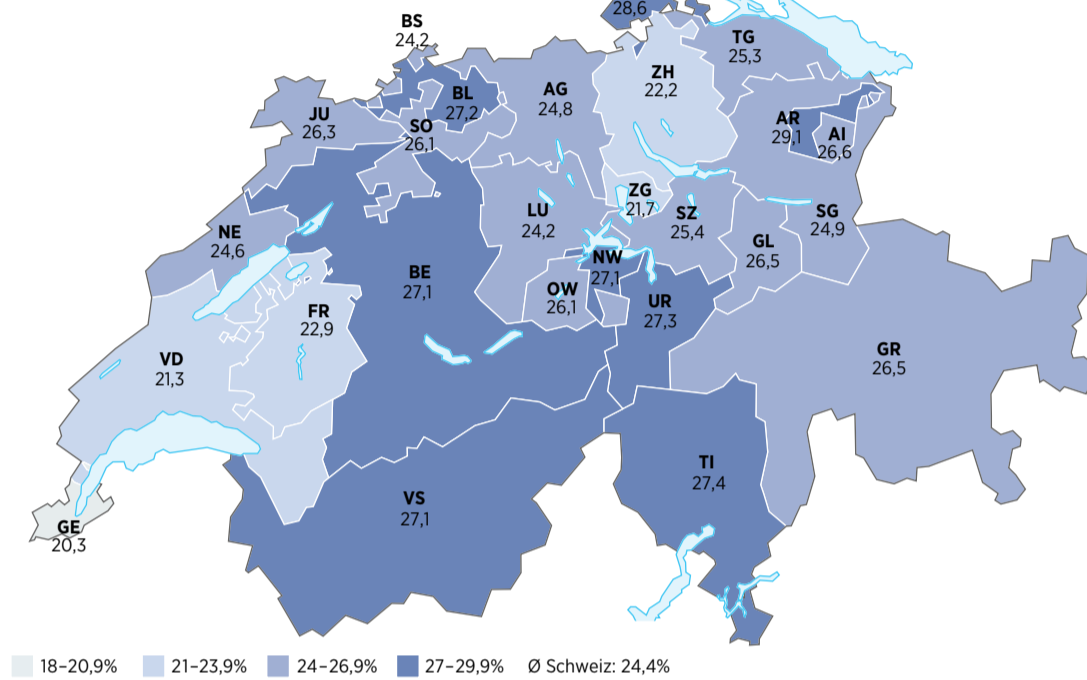 28,6
BS
24,2
TG
25,3
ZH
22,2
BL
27,2
AG
24,8
JU
26,3
SO
26,1
AR
29,1
AI
26,6
ZG
21,7
LU
24,2
SZ
25,4
SG
24,9
NE
24,6
GL
26,5
NW
27,1
BE
27,1
OW
26,1
UR
27,3
FR
22,9
GR
26,5
VD
21,3
TI
27,4
VS
27,1
GE
20,3
18–20,9% 21–23,9% 24–26,9% 27–29,9% Ø Schweiz: 24,4%